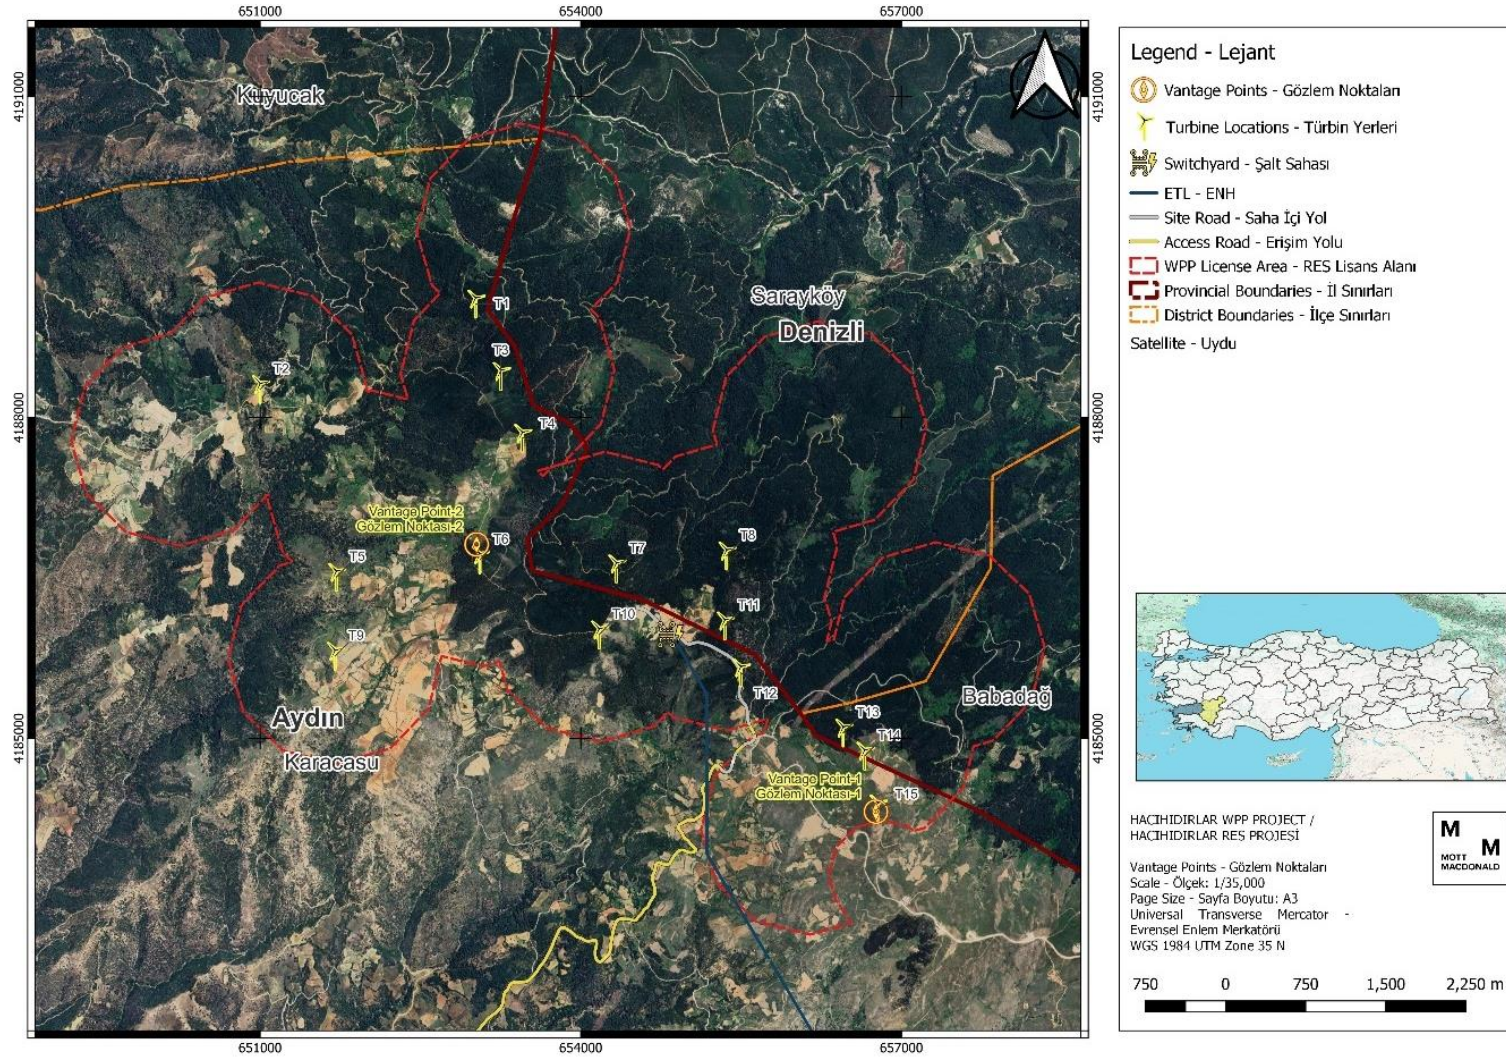 651000
654000
657000
4191000
4188000
4185000
4191000
4188000
4185000
651000
654000
657000
Kuyucak
Sarayköy
Denizli
Babadağ
Aydın
Karacasu
T1
T2
T3
T4
Vantage Point-2
Gözlem Noktası-2
T6
T5
T7
T8
T9
T10
T11
T12
T13
T14
Vantage Point-1
Gözlem Noktası-1
T15
Legend - Lejant
Vantage Points - Gözlem Noktaları
Turbine Locations - Türbin Yerleri
Switchyard - Şalt Sahası
ETL - ENH
Site Road - Saha İçi Yol
Access Road - Erişim Yolu
WPP License Area - RES Lisans Alanı
Provincial Boundaries - İl Sınırları
District Boundaries - İlçe Sınırları
Satellite - Uydu
HACIHIDIRLAR WPP PROJECT /
HACIHIDIRLAR RES PROJESİ
Vantage Points - Gözlem Noktaları
Scale - Ölçek: 1/35,000
Page Size - Sayfa Boyutu: A3
Universal Transverse Mercator -
Evrensel Enlem Merkatörü
WGS 1984 UTM Zone 35 N
M
M
MOTT
MACDONALD
750 0 750 1,500 2,250 m